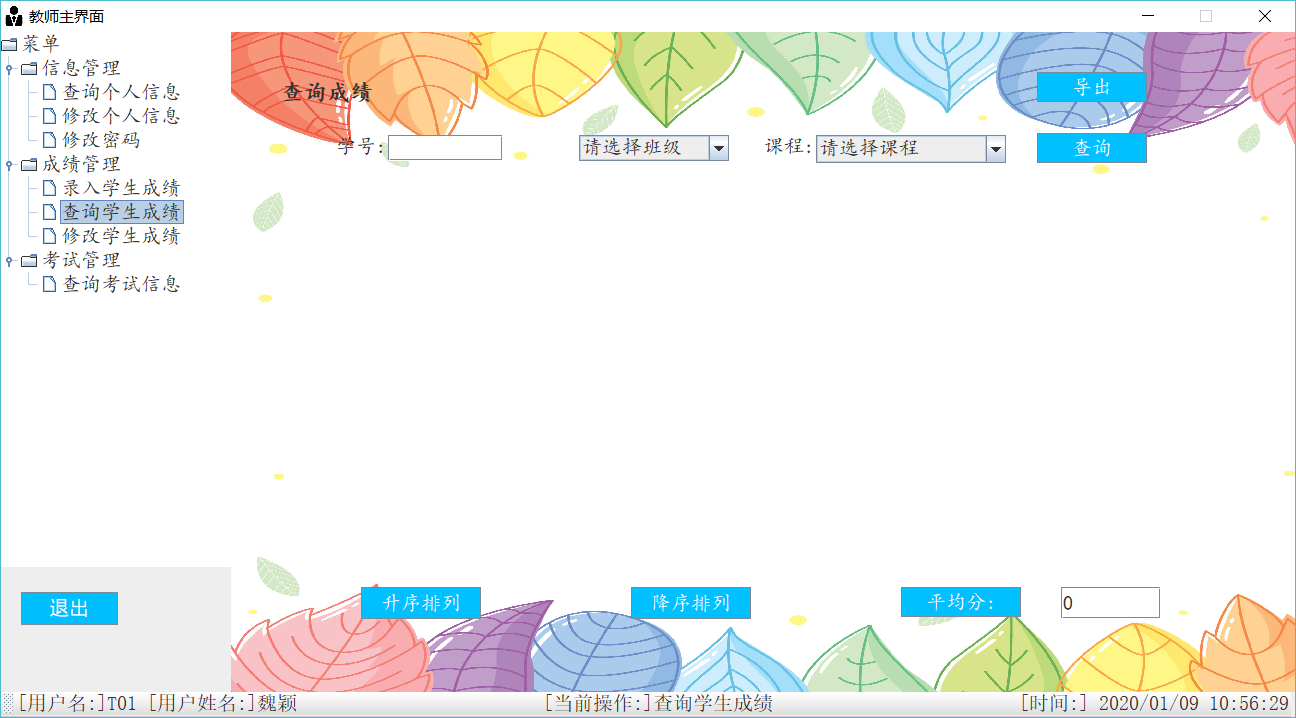 教师主界面
菜单
信息管理
查询个人信息
修改个人信息
修改密码
成绩管理
录入学生成绩
查询学生成绩
修改学生成绩
考试管理
查询考试信息
退出
查询成绩
导出
学号: 请选择班级 课程: 请选择课程 查询
升序排列 降序排列 平均分: 0
[用户名:]T01 [用户姓名:]魏颖 [当前操作:]查询学生成绩 [时间:] 2020/01/09 10:56:29